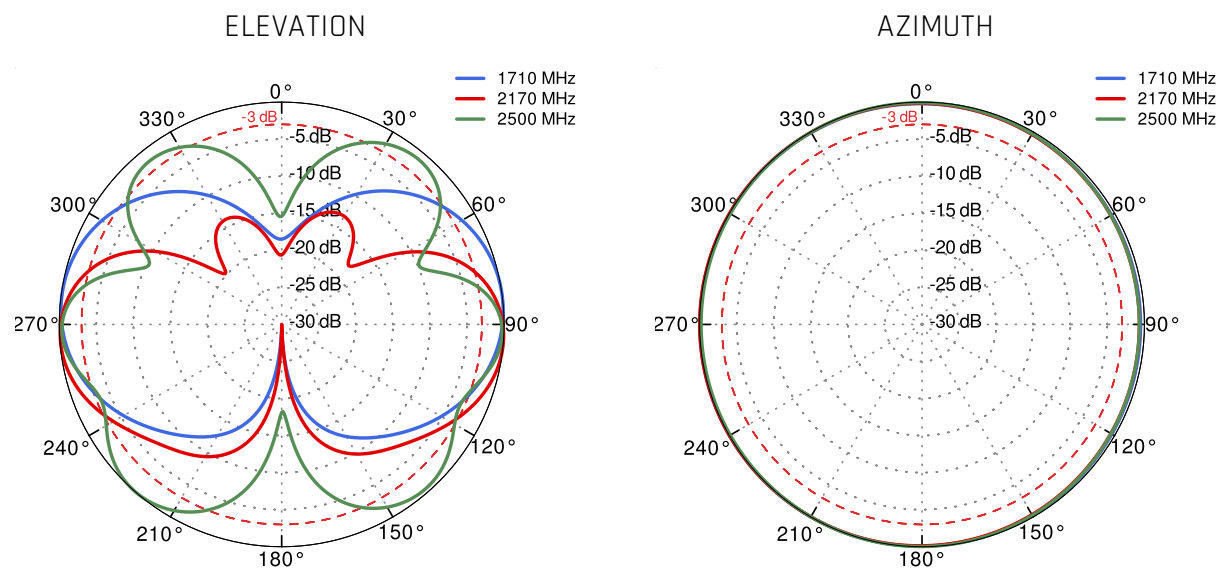 ELEVATION
1710 MHz
2170 MHz
2500 MHz
0°
330°
-3 dB
30°
-5 dB
-10 dB
300°
-15 dB
60°
-20 dB
-25 dB
270°
-30 dB
90°
240°
120°
210°
150°
180°
AZIMUTH
1710 MHz
2170 MHz
2500 MHz
0°
330°
-3 dB
30°
-5 dB
-10 dB
300°
-15 dB
60°
-20 dB
-25 dB
270°
-30 dB
90°
240°
120°
210°
150°
180°